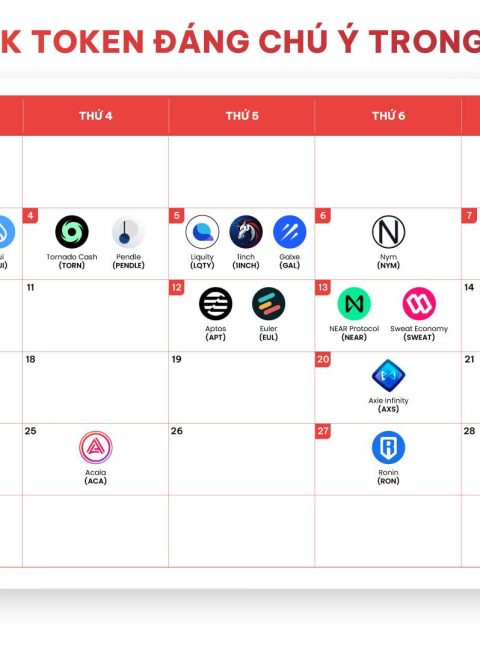 K TOKEN ĐÁNG CHÚ Ý TRONG
THỨ 4
THỨ 5
THỨ 6
4
5
6
7
ui
Tornado Cash
Pendle
Liquity
1inch
Galxe
Nym
UI)
(TORN)
(PENDLE)
(LQTY)
(1INCH)
(GAL)
(NYM)
11
12
13
14
Aptos
Euler
NEAR Protocol
Sweat Economy
(APT)
(EUL)
(NEAR)
(SWEAT)
18
19
20
21
Axie Infinity
(AXS)
25
26
27
28
Acala
Ronin
(ACA)
(RON)